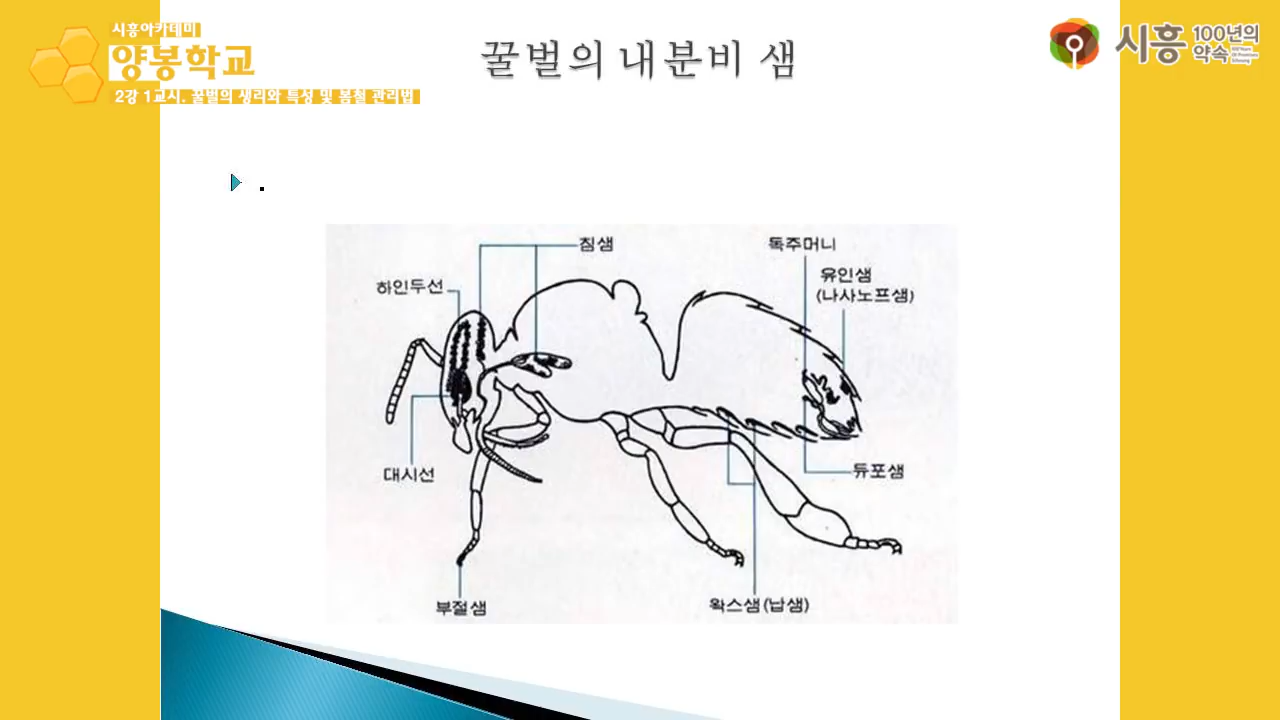 시흥아카데미
양봉학교
2강 1교시. 꿀벌의 생리와 특성 및 봄철 관리법
꿀벌의 내분비 샘
시흥 100년의
약속
.
침샘
독주머니
하인두선
유인샘
(나사노프샘)
대시선
듀포샘
부절샘
왁스샘(납샘)